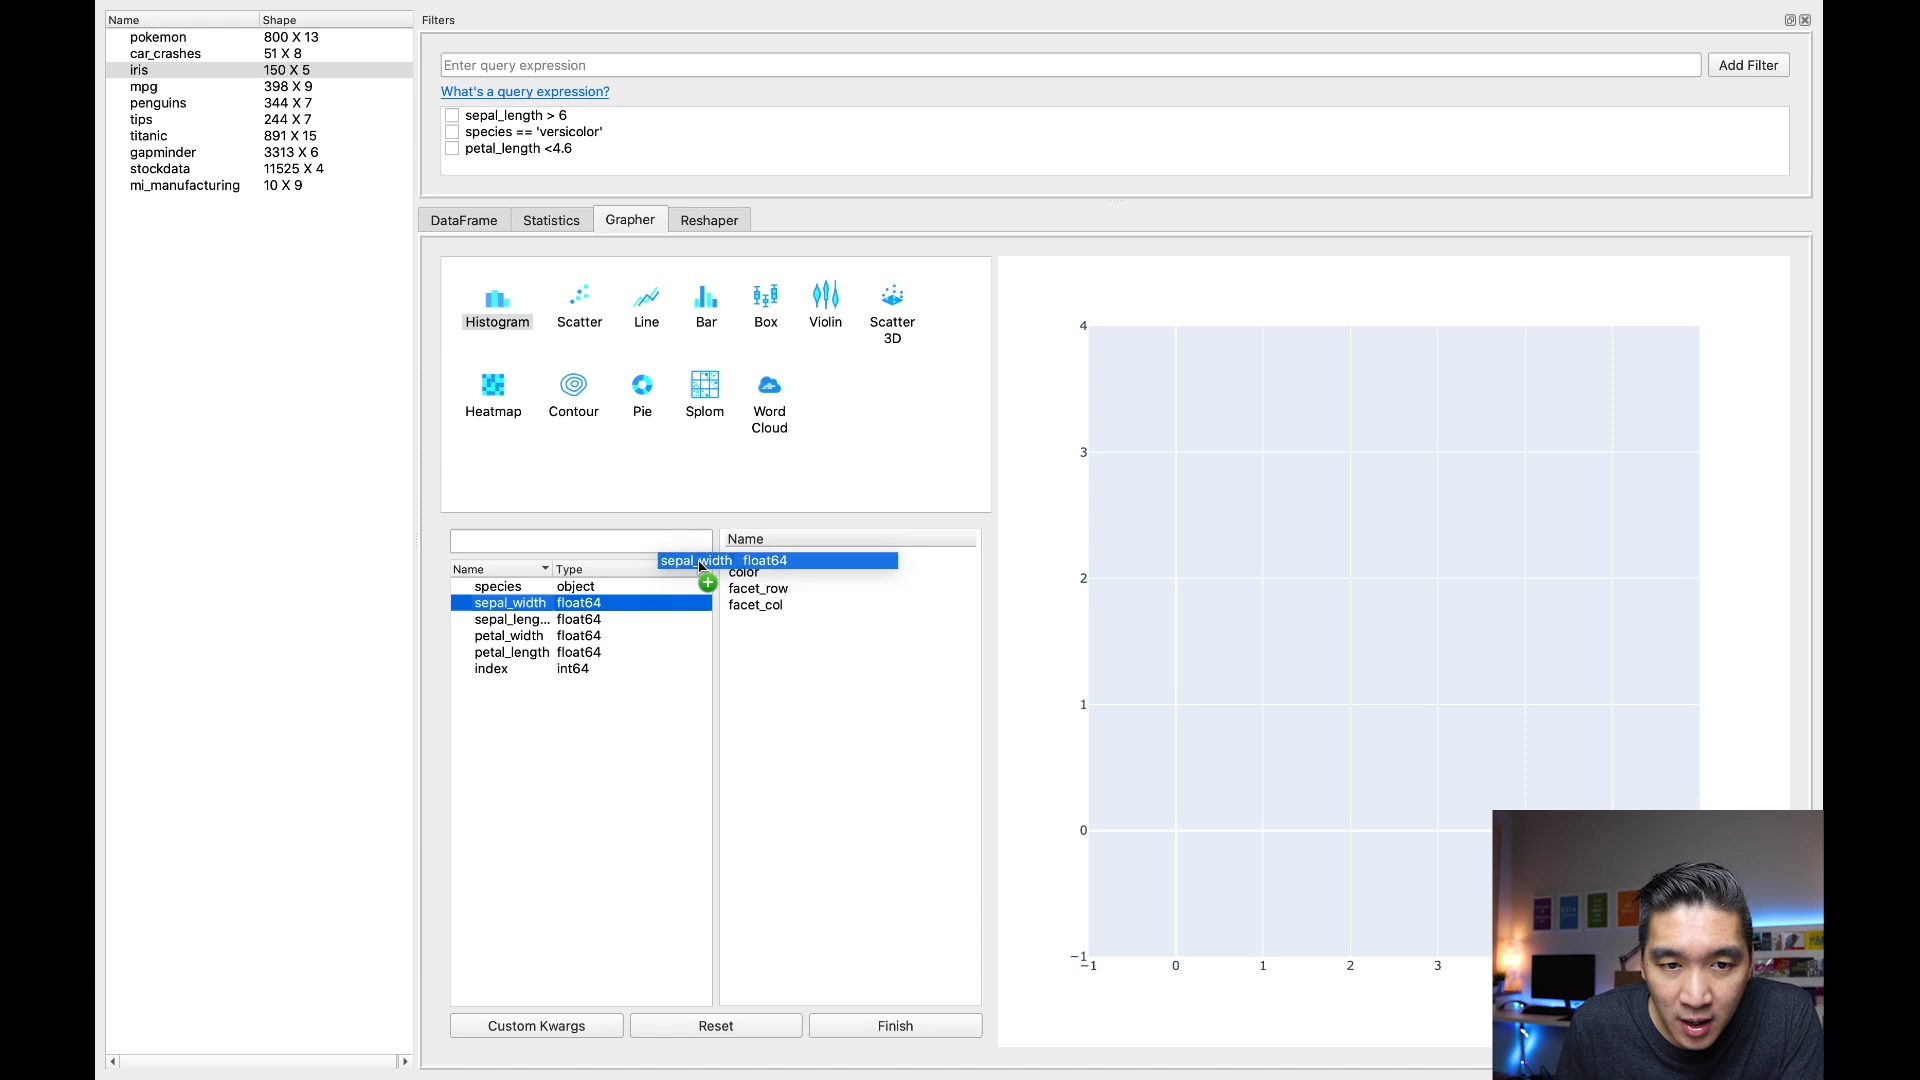 Name Shape
pokemon 800 X 13
car_crashes 51 X 8
iris 150 X 5
mpg 398 X 9
penguins 344 X 7
tips 244 X 7
titanic 891 X 15
gapminder 3313 X 6
stockdata 11525 X 4
mi_manufacturing 10 X 9
Filters
Enter query expression Add Filter
What's a query expression?
sepal_length > 6
species == 'versicolor'
petal_length <4.6
DataFrame Statistics Grapher Reshaper
Histogram Scatter Line Bar Box Violin Scatter
3D
Heatmap Contour Pie Splom Word
Cloud
Name Type
species object
sepal_width float64
sepal_leng... float64
petal_width float64
petal_length float64
index int64
Name
sepal_width float64
color
facet_row
facet_col
Custom Kwargs Reset Finish
4
3
2
1
0
−1
−1 0 1 2 3